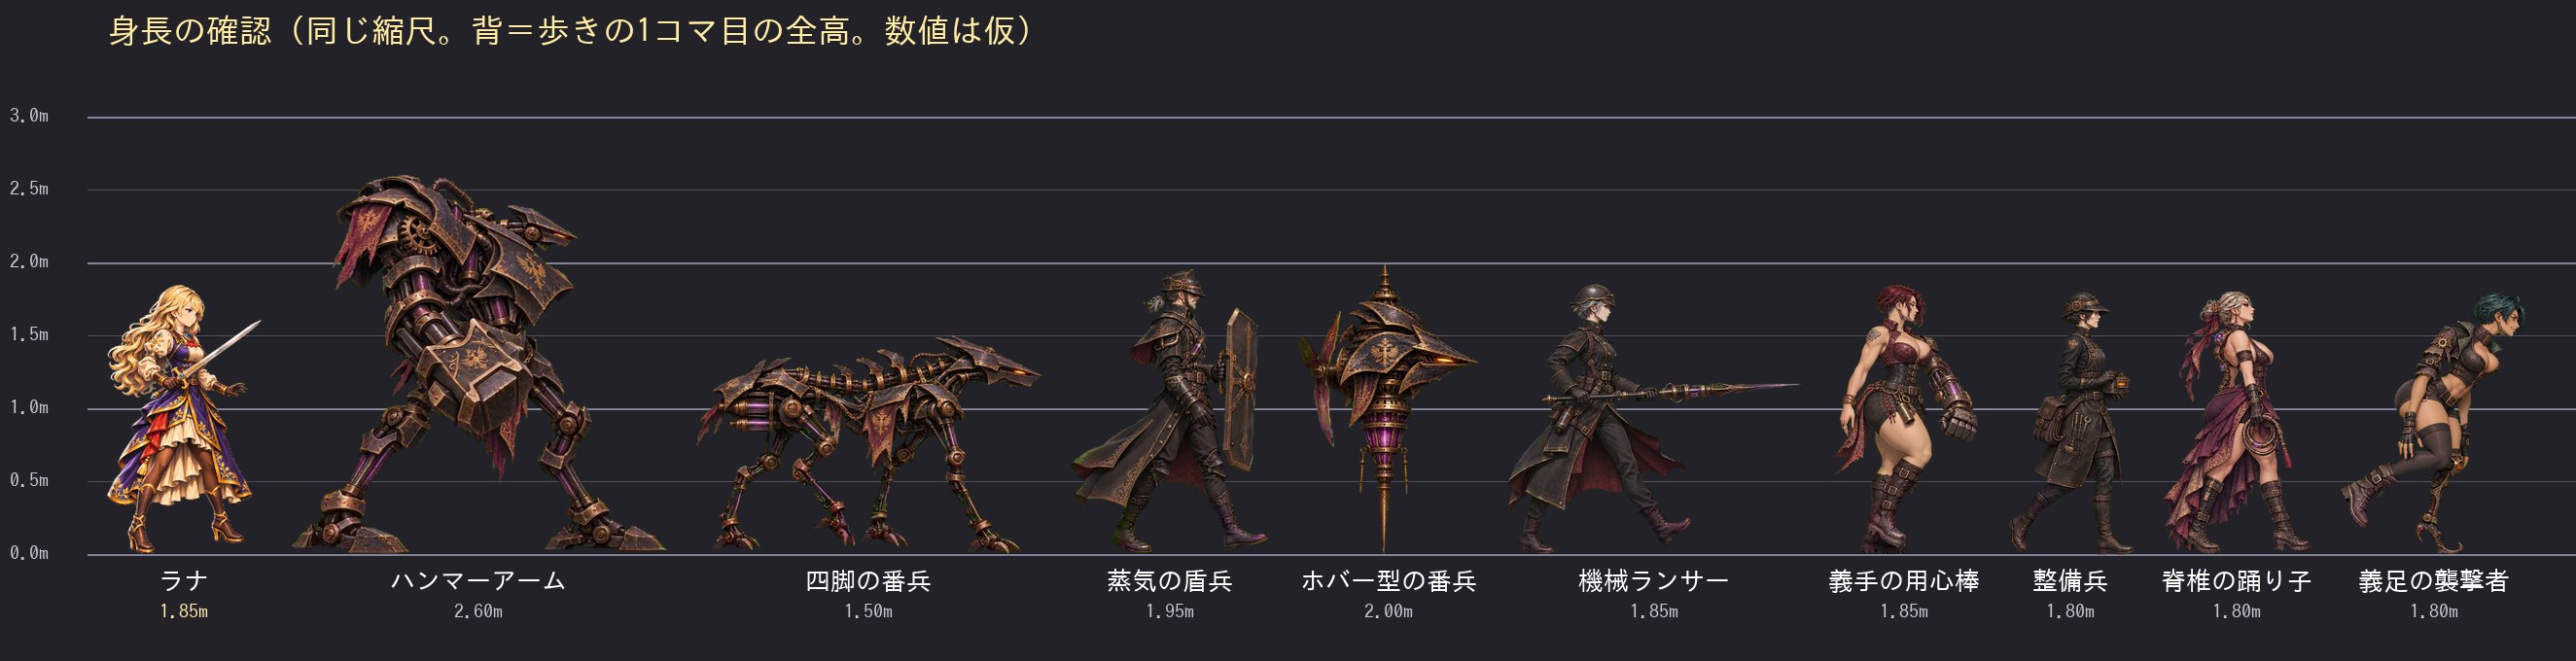 身長の確認（同じ縮尺。背＝歩きの1コマ目の全高。数値は仮）
3.0m
2.5m
2.0m
1.5m
1.0m
0.5m
0.0m
ラナ ハンマーアーム 四脚の番兵 蒸気の盾兵 ホバー型の番兵 機械ランサー 義手の用心棒 整備兵 脊椎の踊り子 義足の襲撃者
1.85m 2.60m 1.50m 1.95m 2.00m 1.85m 1.85m 1.80m 1.80m 1.80m